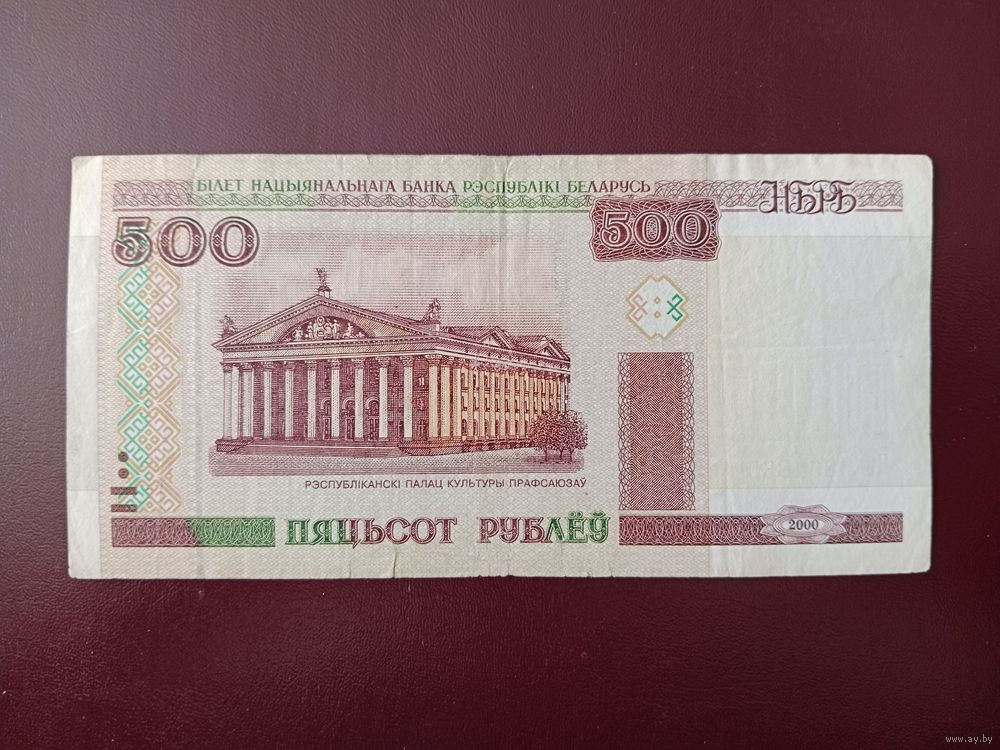 БІЛЕТ НАЦЫЯНАЛЬНАГА БАНКА РЭСПУБЛІКІ БЕЛАРУСЬ
НБРБ
500
500
РЭСПУБЛІКАНСКІ ПАЛАЦ КУЛЬТУРЫ ПРАФСАЮЗАЎ
ПЯЦЬСОТ РУБЛЁЎ
2000
www.ay.by